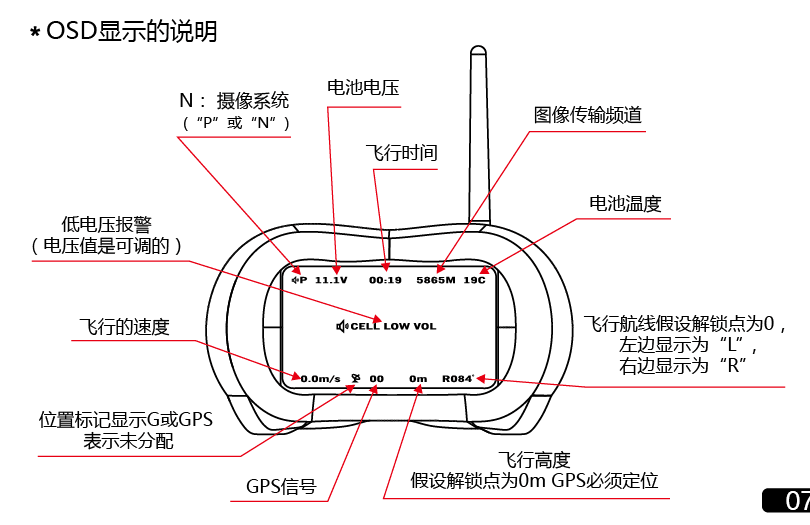 * OSD显示的说明
N： 摄像系统
（“P”或“N”）
电池电压
飞行时间
图像传输频道
电池温度
低电压报警
（电压值是可调的）
P 11.1V 00:19 5865M 19C
CELL LOW VOL
0.0m/s 00 0m R084°
飞行的速度
飞行航线假设解锁点为0，
左边显示为“L”，
右边显示为“R”
位置标记显示G或GPS
表示未分配
GPS信号
飞行高度
假设解锁点为0m GPS必须定位
07